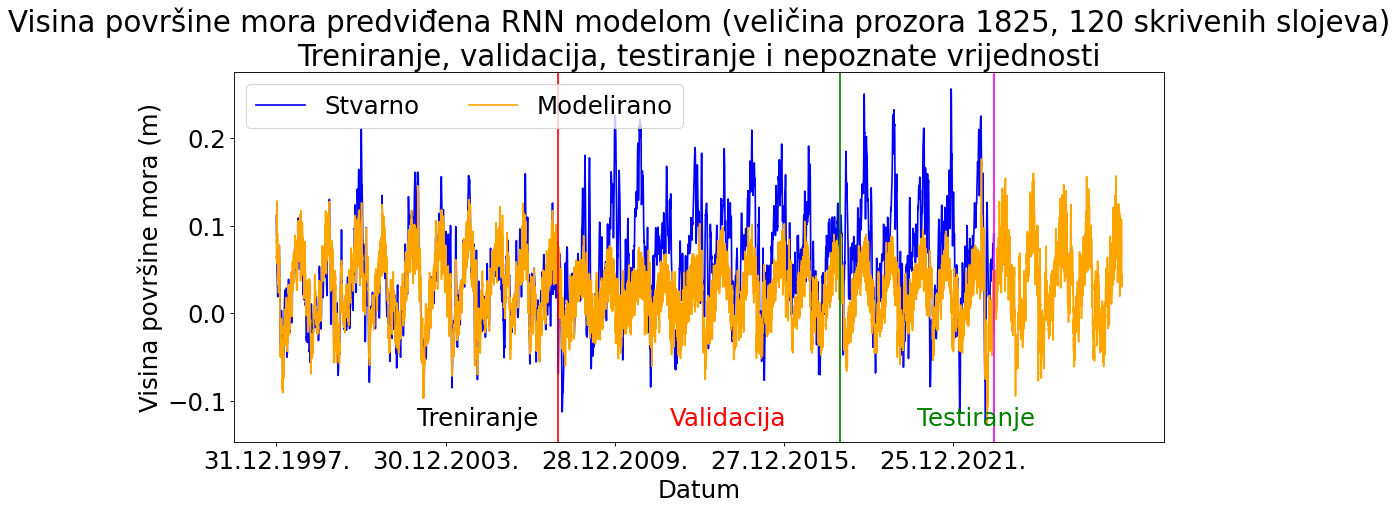 Visina površine mora predviđena RNN modelom (veličina prozora 1825, 120 skrivenih slojeva)
Treniranje, validacija, testiranje i nepoznate vrijednosti
Stvarno
Modelirano
Visina površine mora (m)
0.2
0.1
0.0
−0.1
Treniranje
Validacija
Testiranje
31.12.1997.
30.12.2003.
28.12.2009.
27.12.2015.
25.12.2021.
Datum